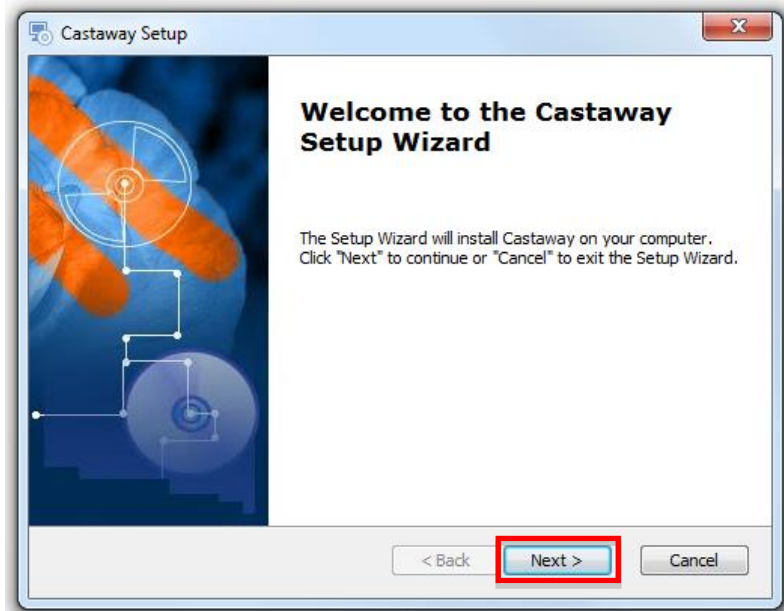 Castaway Setup
Welcome to the Castaway
Setup Wizard
The Setup Wizard will install Castaway on your computer.
Click "Next" to continue or "Cancel" to exit the Setup Wizard.
< Back
Next >
Cancel